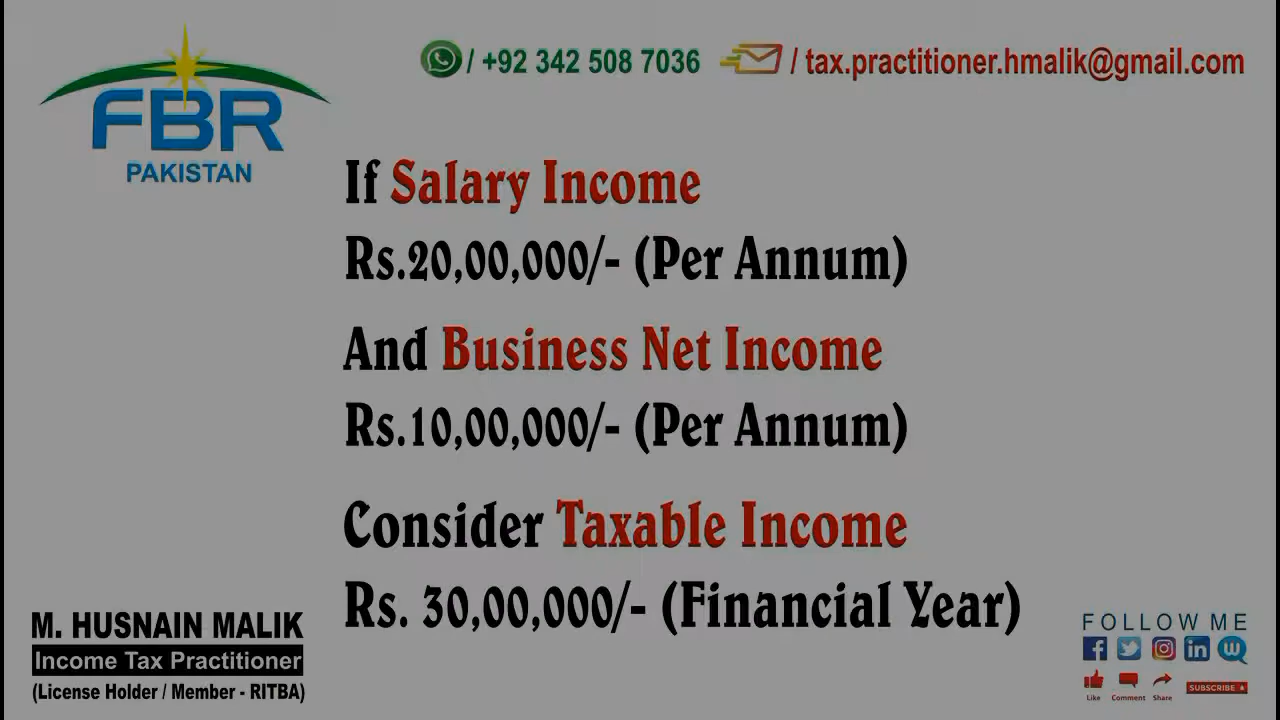 FBR
PAKISTAN
/ +92 342 508 7036
/ tax.practitioner.hmalik@gmail.com
If Salary Income
Rs.20,00,000/- (Per Annum)
And Business Net Income
Rs.10,00,000/- (Per Annum)
Consider Taxable Income
Rs. 30,00,000/- (Financial Year)
M. HUSNAIN MALIK
Income Tax Practitioner
(License Holder / Member - RITBA)
FOLLOW ME
Like Comment Share SUBSCRIBE